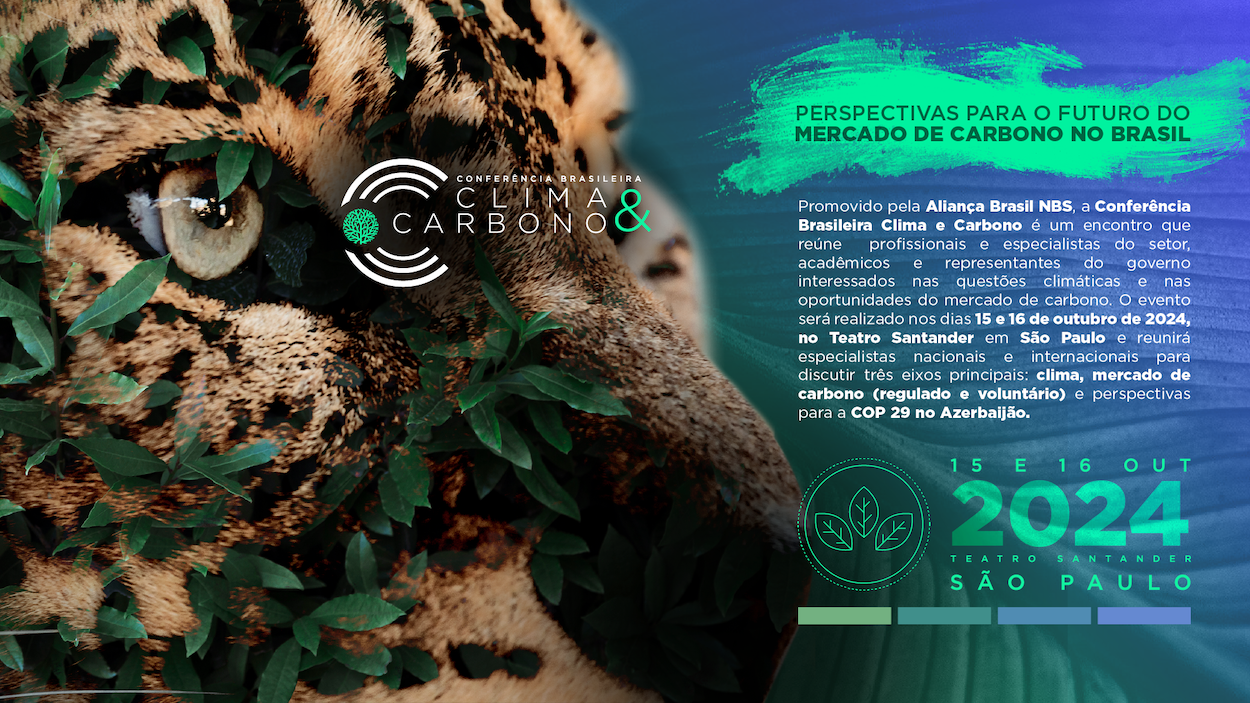 CONFERÊNCIA BRASILEIRA
CLIMA &
CARBONO
PERSPECTIVAS PARA O FUTURO DO
MERCADO DE CARBONO NO BRASIL
Promovido pela Aliança Brasil NBS, a Conferência
Brasileira Clima e Carbono é um encontro que
reúne profissionais e especialistas do setor,
acadêmicos e representantes do governo
interessados nas questões climáticas e nas
oportunidades do mercado de carbono. O evento
será realizado nos dias 15 e 16 de outubro de 2024,
no Teatro Santander em São Paulo e reunirá
especialistas nacionais e internacionais para
discutir três eixos principais: clima, mercado de
carbono (regulado e voluntário) e perspectivas
para a COP 29 no Azerbaijão.
15 E 16 OUT
2024
TEATRO SANTANDER
SÃO PAULO